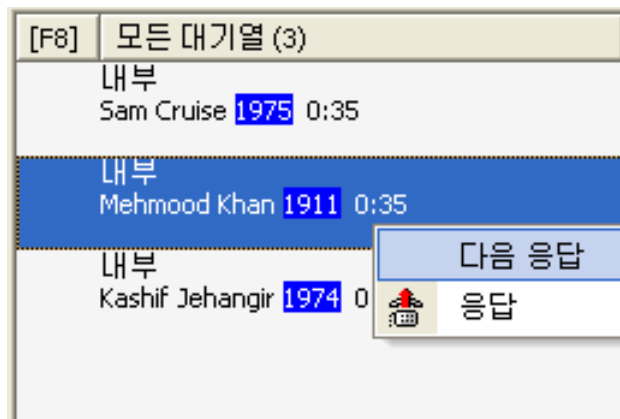 [F8] 모든 대기열 (3)
내부
Sam Cruise 1975 0:35
내부
Mehmood Khan 1911 0:35
다음 응답
내부
Kashif Jehangir 1974 0
응답